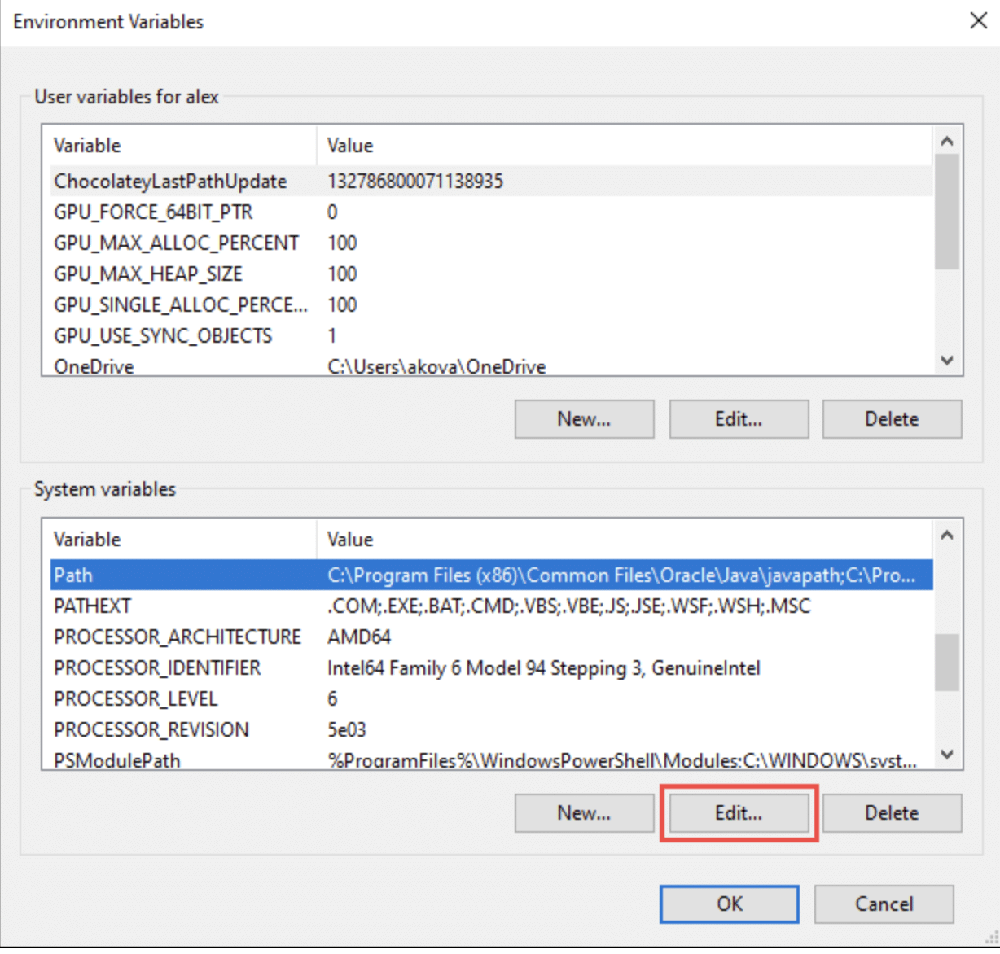 Environment Variables
User variables for alex
Variable Value
ChocolateyLastPathUpdate 132786800071138935
GPU_FORCE_64BIT_PTR 0
GPU_MAX_ALLOC_PERCENT 100
GPU_MAX_HEAP_SIZE 100
GPU_SINGLE_ALLOC_PERCE... 100
GPU_USE_SYNC_OBJECTS 1
OneDrive C:\Users\akova\OneDrive
New... Edit... Delete
System variables
Variable Value
Path C:\Program Files (x86)\Common Files\Oracle\Java\javapath;C:\Pro...
PATHEXT .COM;.EXE;.BAT;.CMD;.VBS;.VBE;.JS;.JSE;.WSF;.WSH;.MSC
PROCESSOR_ARCHITECTURE AMD64
PROCESSOR_IDENTIFIER Intel64 Family 6 Model 94 Stepping 3, GenuineIntel
PROCESSOR_LEVEL 6
PROCESSOR_REVISION 5e03
PSModulePath %ProgramFiles%\WindowsPowerShell\Modules;C:\WINDOWS\syst...
New... Edit... Delete
OK Cancel